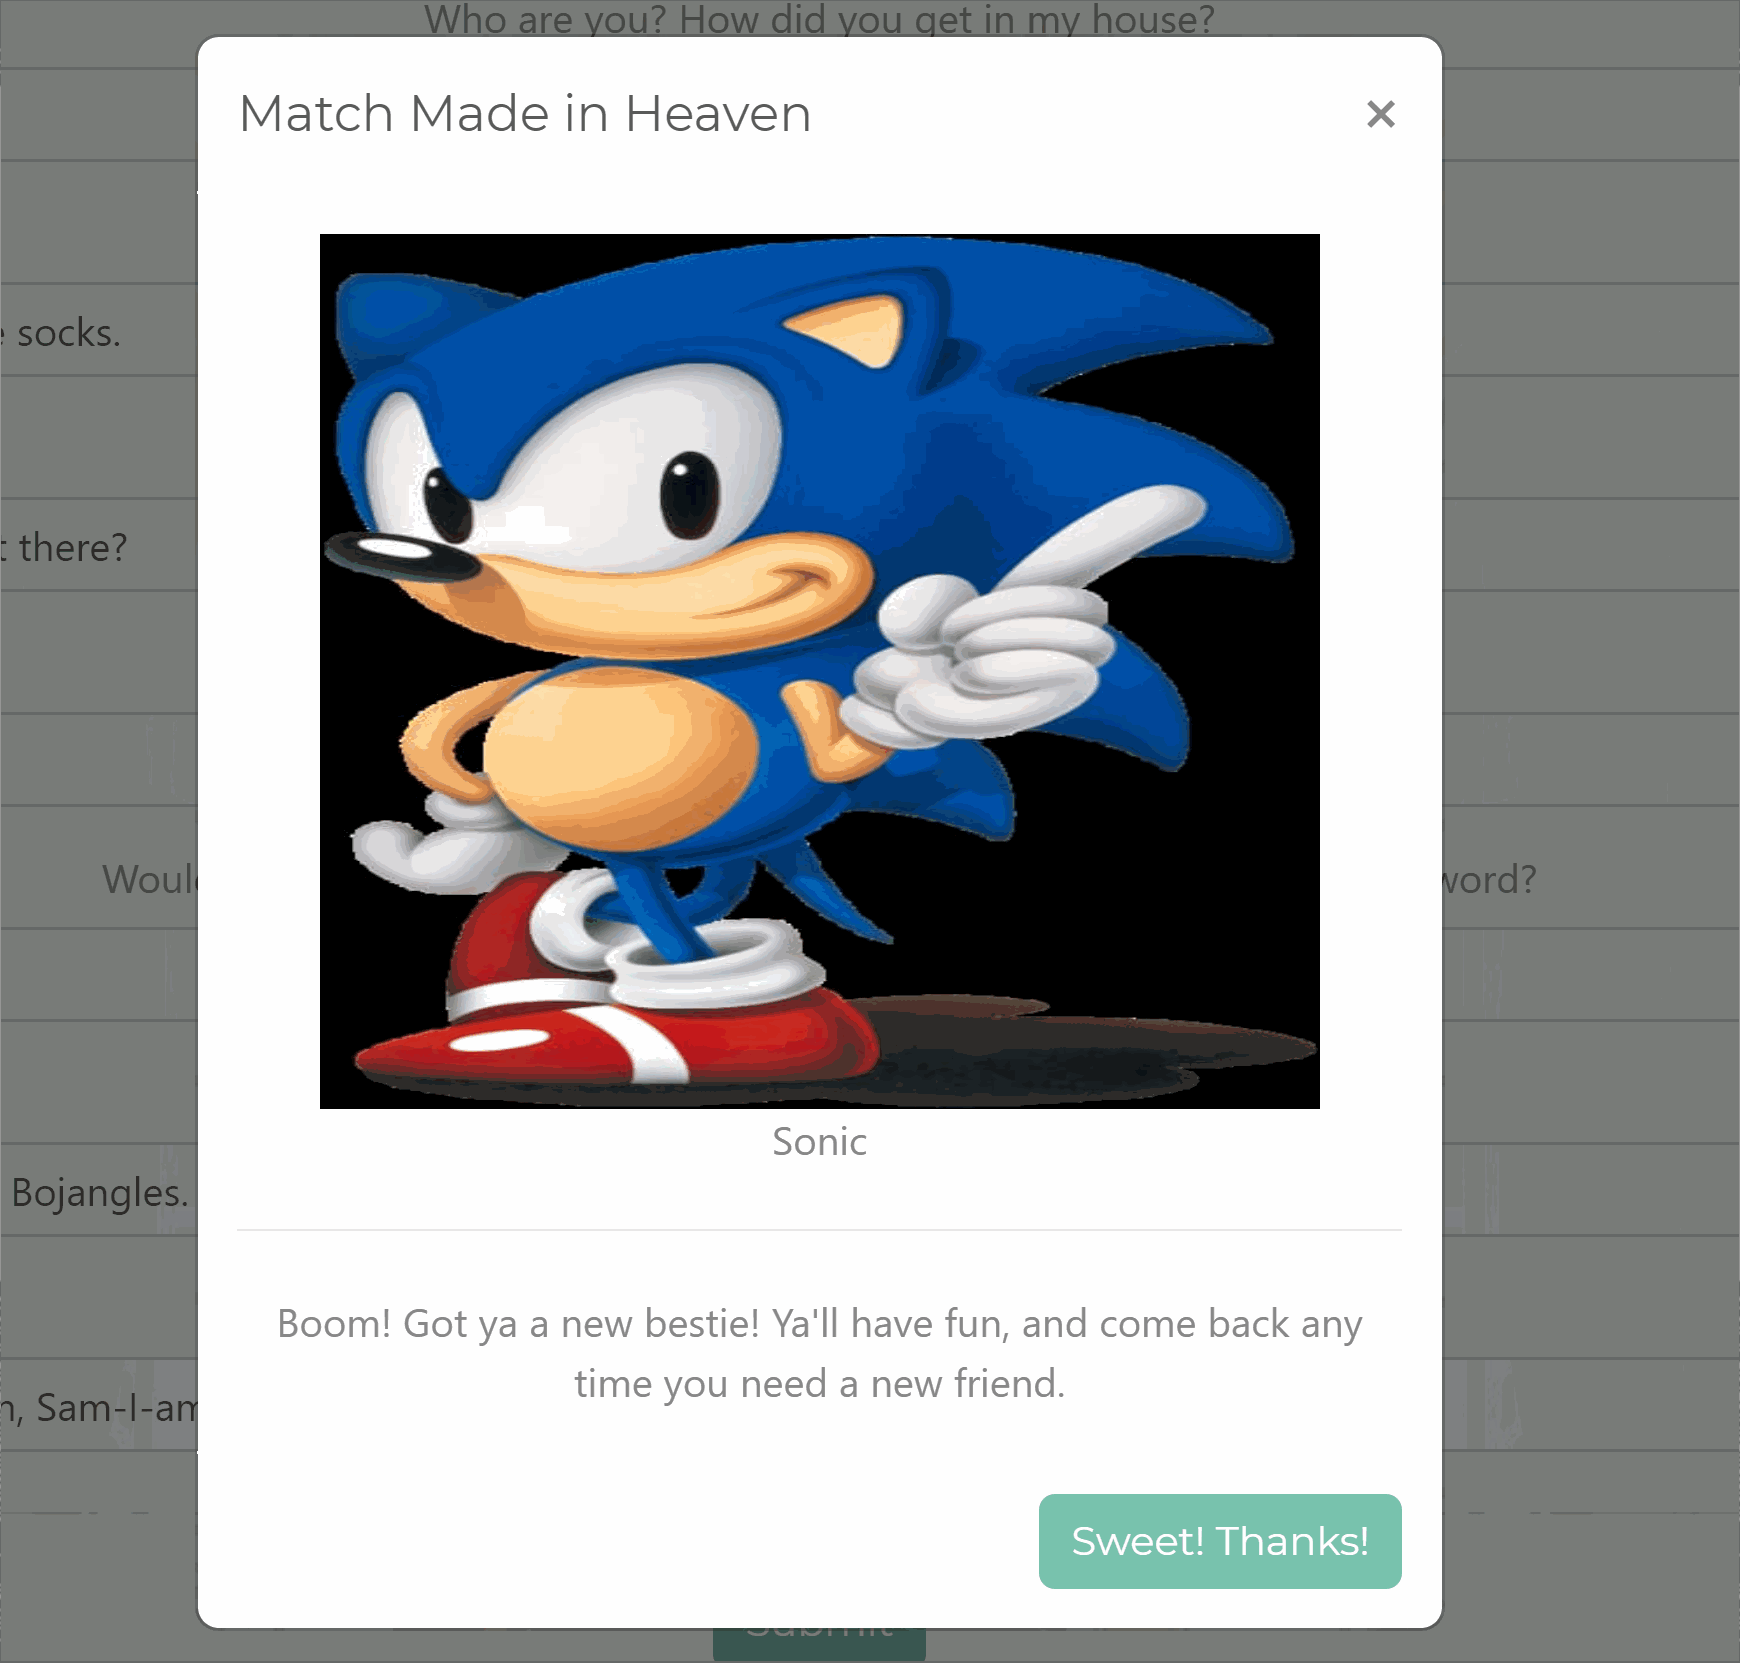 Who are you? How did you get in my house?
Match Made in Heaven
×
socks.
there?
word?
Sonic
Bojangles.
Boom! Got ya a new bestie! Ya'll have fun, and come back any
time you need a new friend.
Sam-I-am
Sweet! Thanks!
Submit